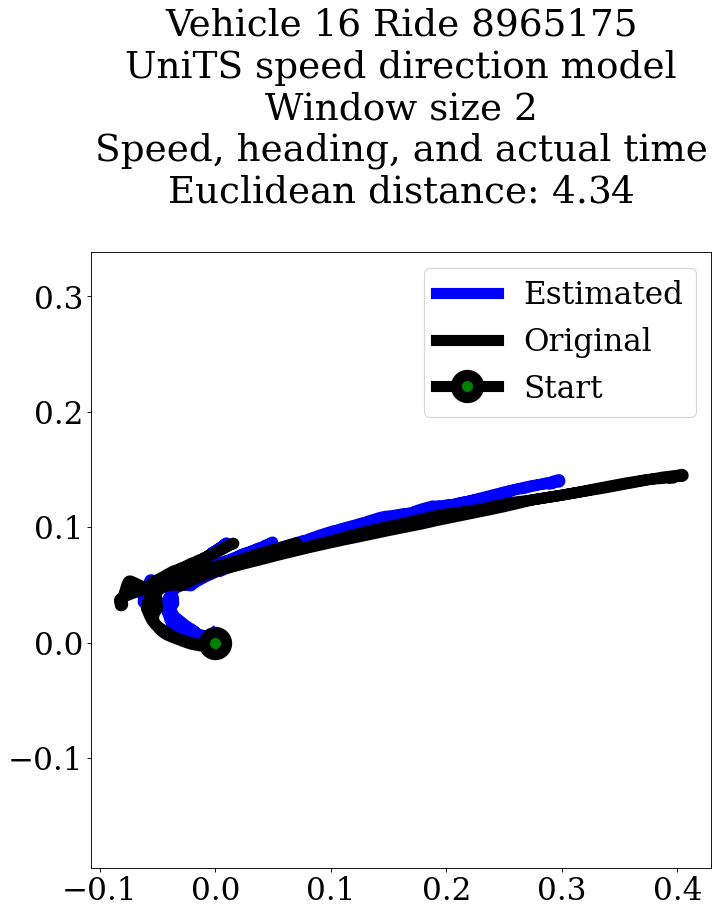 Vehicle 16 Ride 8965175
UniTS speed direction model
Window size 2
Speed, heading, and actual time
Euclidean distance: 4.34
Estimated
Original
Start
0.3
0.2
0.1
0.0
−0.1
−0.1
0.0
0.1
0.2
0.3
0.4